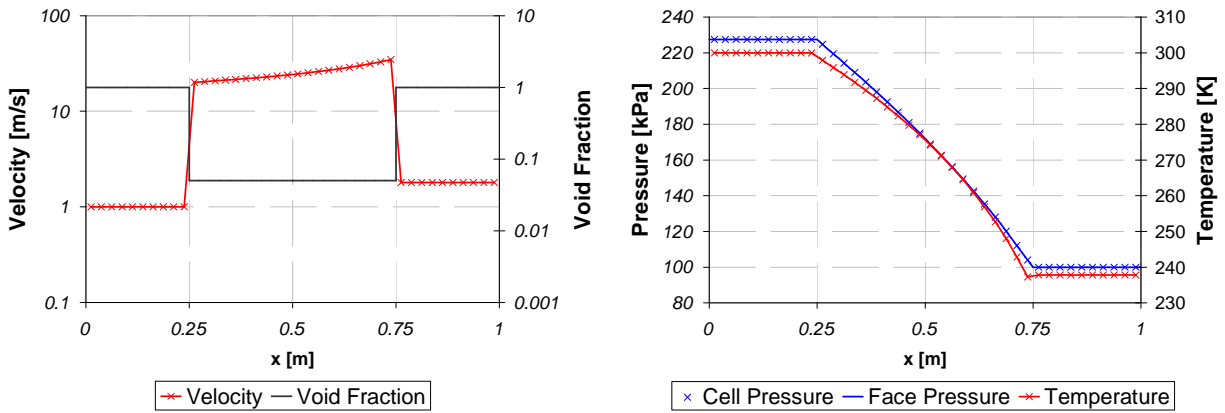 100
10
1
0.1
Velocity [m/s]
0 0.25 0.5 0.75 1
x [m]
10
1
0.1
0.01
0.001
Void Fraction
Velocity Void Fraction
240
220
200
180
160
140
120
100
80
Pressure [kPa]
0 0.25 0.5 0.75 1
x [m]
310
300
290
280
270
260
250
240
230
Temperature [K]
Cell Pressure Face Pressure Temperature